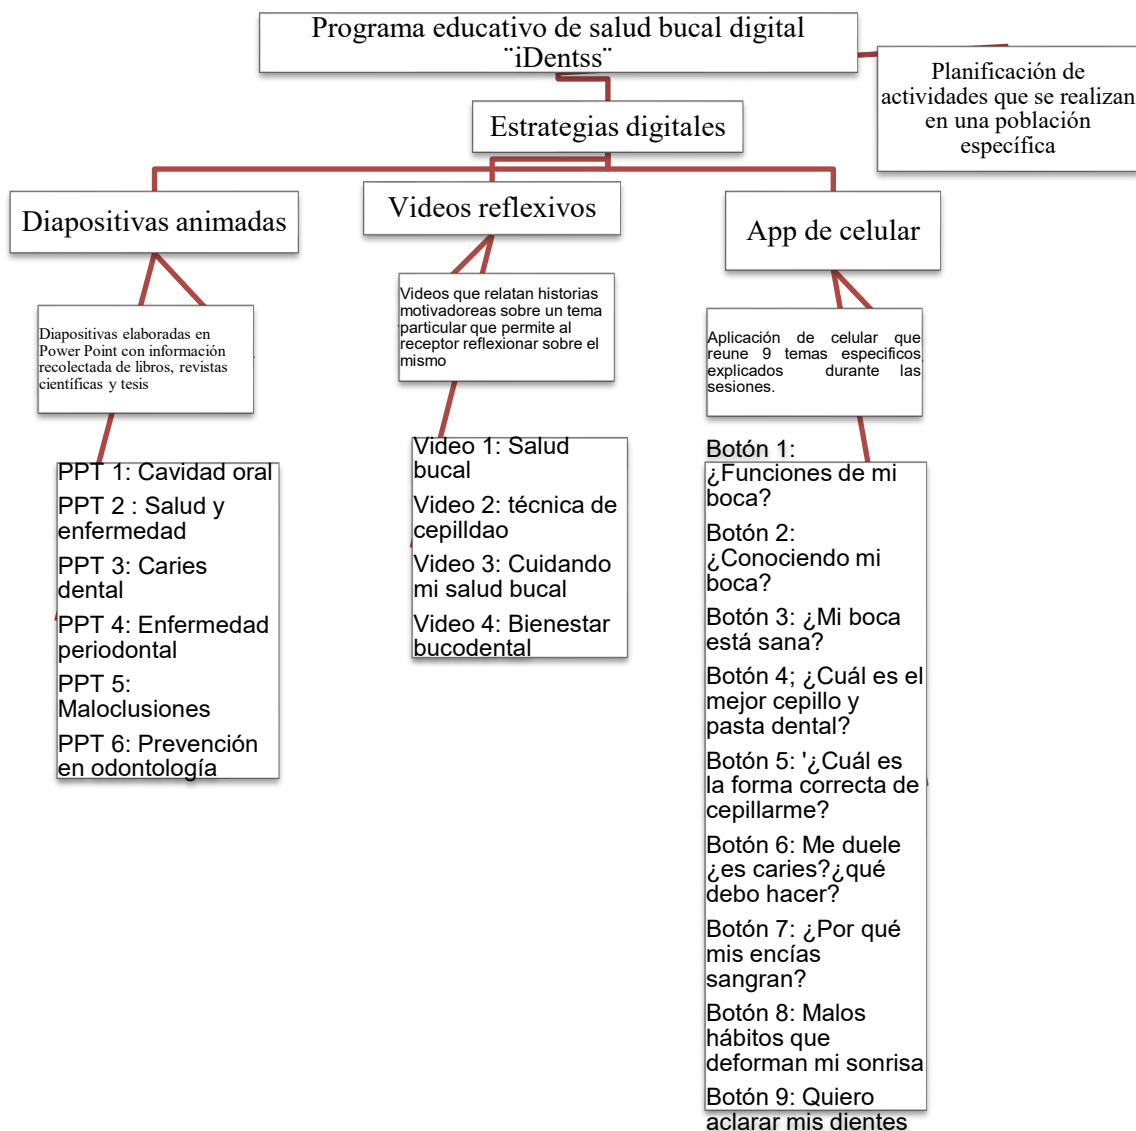 Programa educativo de salud bucal digital
¨iDentss¨
Planificación de
actividades que se realizan
en una población
específica
Estrategias digitales
Diapositivas animadas
Videos reflexivos
App de celular
Diapositivas elaboradas en
Power Point con información
recolectada de libros, revistas
científicas y tesis
Videos que relatan historias
motivadoreas sobre un tema
particular que permite al
receptor reflexionar sobre el
mismo
Aplicación de celular que
reune 9 temas especificos
explicados durante las
sesiones.
PPT 1: Cavidad oral
PPT 2 : Salud y
enfermedad
PPT 3: Caries
dental
PPT 4: Enfermedad
periodontal
PPT 5:
Maloclusiones
PPT 6: Prevención
en odontología
Video 1: Salud
bucal
Video 2: técnica de
cepilldao
Video 3: Cuidando
mi salud bucal
Video 4: Bienestar
bucodental
Botón 1:
¿Funciones de mi
boca?
Botón 2:
¿Conociendo mi
boca?
Botón 3: ¿Mi boca
está sana?
Botón 4; ¿Cuál es el
mejor cepillo y
pasta dental?
Botón 5: '¿Cuál es
la forma correcta de
cepillarme?
Botón 6: Me duele
¿es caries?¿qué
debo hacer?
Botón 7: ¿Por qué
mis encías
sangran?
Botón 8: Malos
hábitos que
deforman mi sonrisa
Botón 9: Quiero
aclarar mis dientes